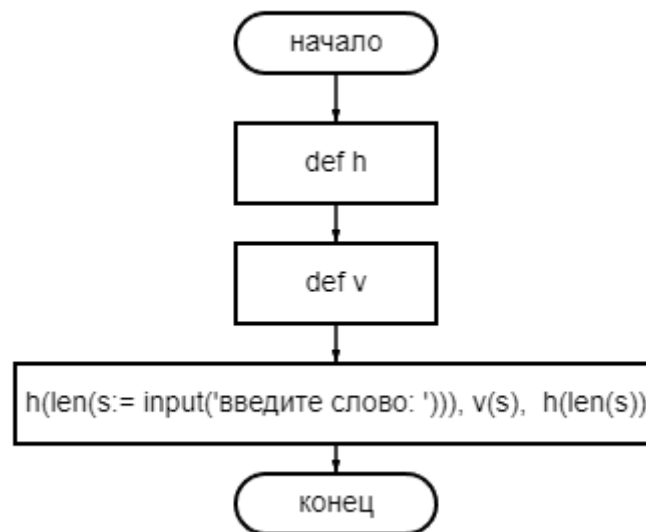 начало
def h
def v
h(len(s:= input('введите слово: '))), v(s), h(len(s))
конец